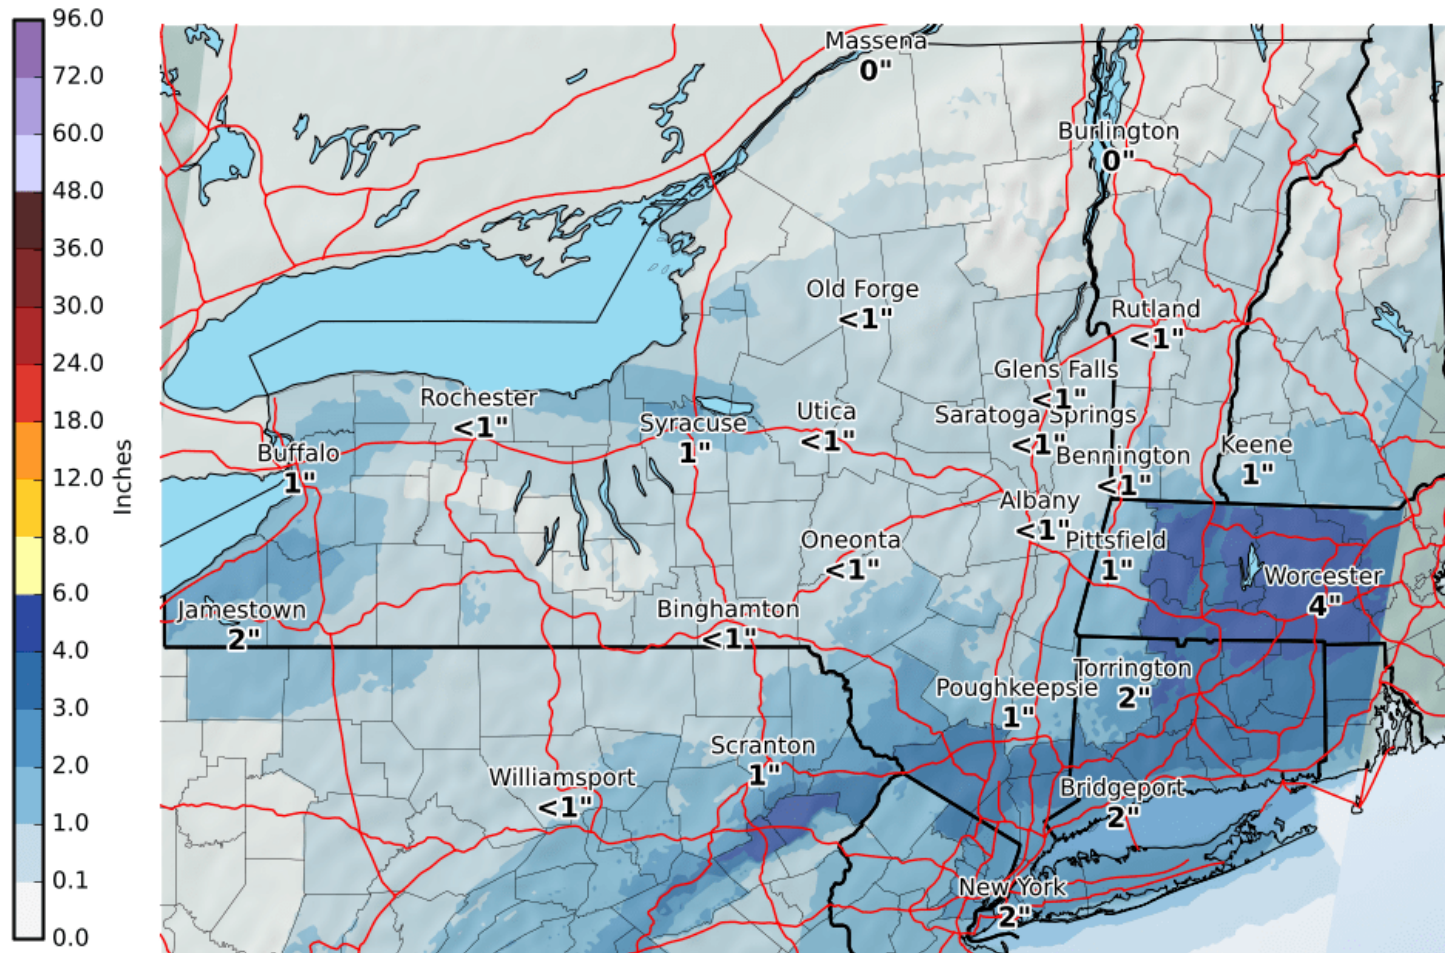 96.0
72.0
60.0
48.0
36.0
30.0
24.0
18.0
12.0
8.0
6.0
4.0
3.0
2.0
1.0
0.1
0.0
Inches
Massena
0"
Burlington
0"
Old Forge
<1"
Rutland
<1"
Glens Falls
<1"
Rochester
<1"
Syracuse
1"
Utica
<1"
Saratoga Springs
<1"
Buffalo
1"
Bennington
<1"
Keene
1"
Albany
<1"
Oneonta
<1"
Pittsfield
1"
Worcester
4"
Jamestown
2"
Binghamton
<1"
Torrington
2"
Poughkeepsie
1"
Scranton
1"
Williamsport
<1"
Bridgeport
2"
New York
2"